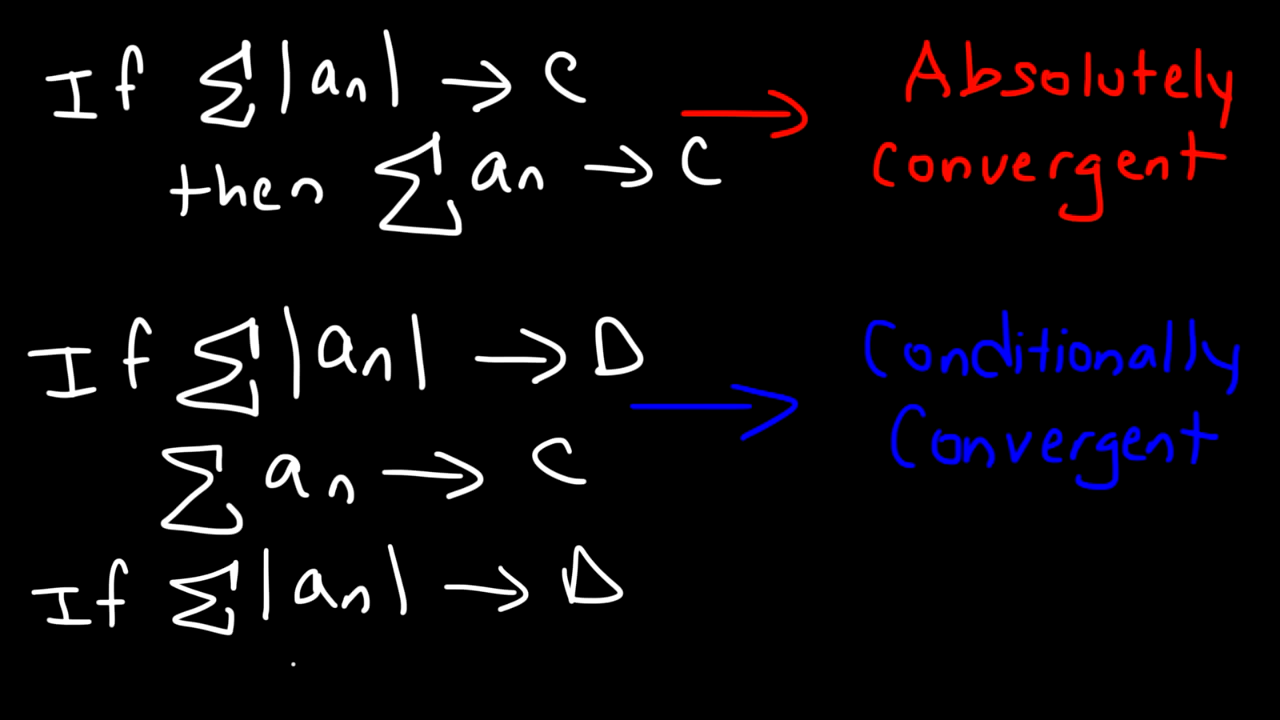 If ∑|an| → C
then ∑ an → C
→ Absolutely
Convergent
If ∑|an| → D
∑ an → C
→ Conditionally
Convergent
If ∑|an| → D